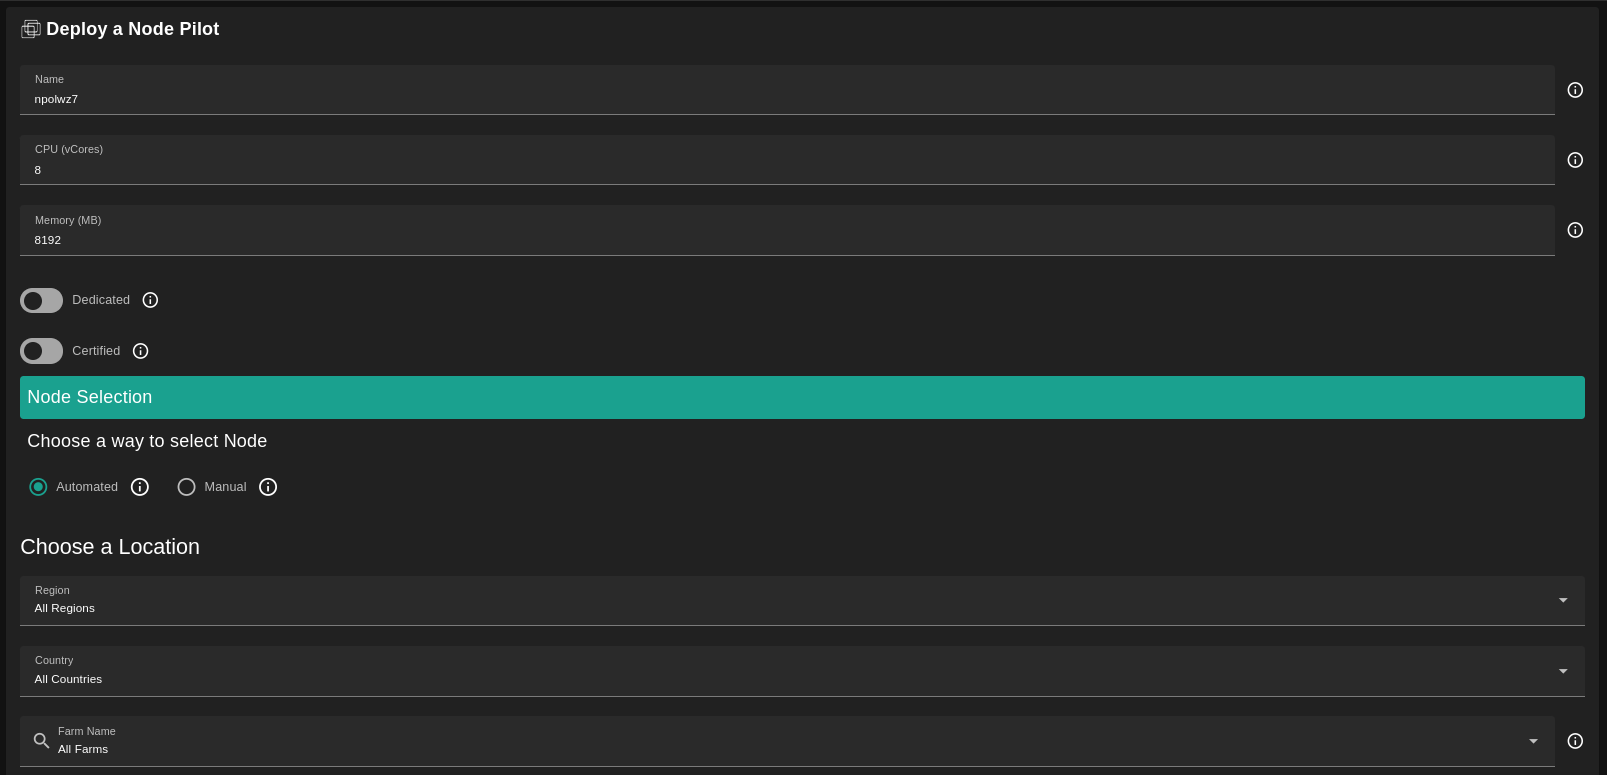 Deploy a Node Pilot
Name
npolwz7
CPU (vCores)
8
Memory (MB)
8192
Dedicated
Certified
Node Selection
Choose a way to select Node
Automated Manual
Choose a Location
Region
All Regions
Country
All Countries
Farm Name
All Farms